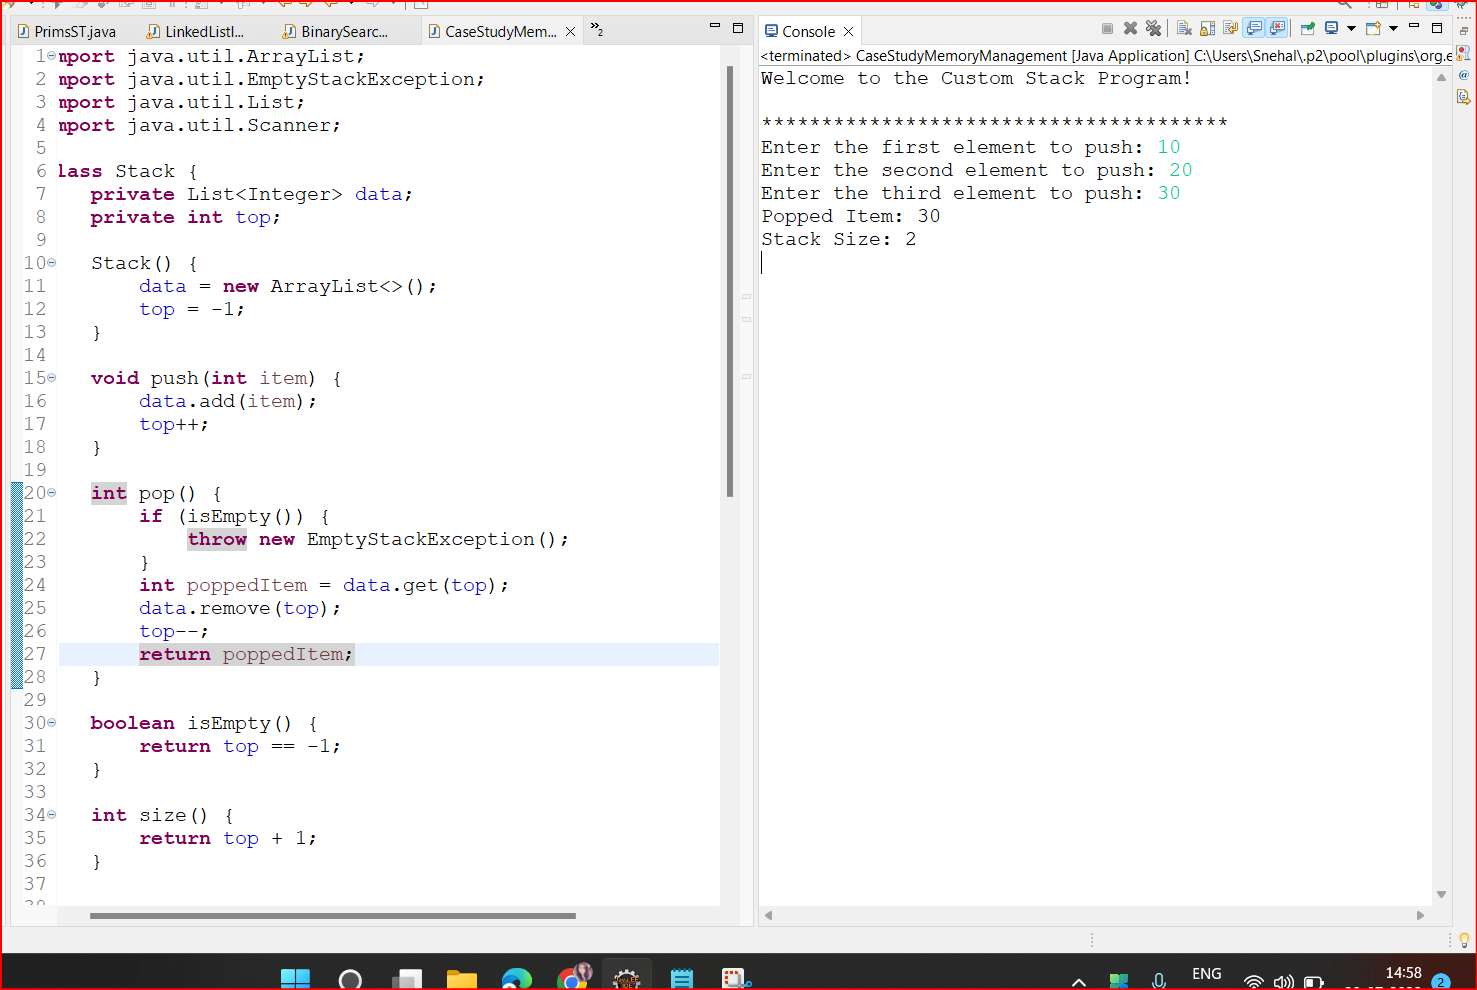 PrimsST.java
LinkedListI...
BinarySearc...
CaseStudyMem...
»2
1 mport java.util.ArrayList;
2 mport java.util.EmptyStackException;
3 mport java.util.List;
4 mport java.util.Scanner;
5
6 lass Stack {
7 private List<Integer> data;
8 private int top;
9
10 Stack() {
11 data = new ArrayList<>();
12 top = -1;
13 }
14
15 void push(int item) {
16 data.add(item);
17 top++;
18 }
19
20 int pop() {
21 if (isEmpty()) {
22 throw new EmptyStackException();
23 }
24 int poppedItem = data.get(top);
25 data.remove(top);
26 top--;
27 return poppedItem;
28 }
29
30 boolean isEmpty() {
31 return top == -1;
32 }
33
34 int size() {
35 return top + 1;
36 }
37
Console
<terminated> CaseStudyMemoryManagement [Java Application] C:\Users\Snehal\.p2\pool\plugins\org.e
Welcome to the Custom Stack Program!
***************************************
Enter the first element to push: 10
Enter the second element to push: 20
Enter the third element to push: 30
Popped Item: 30
Stack Size: 2
ENG
14:58
2